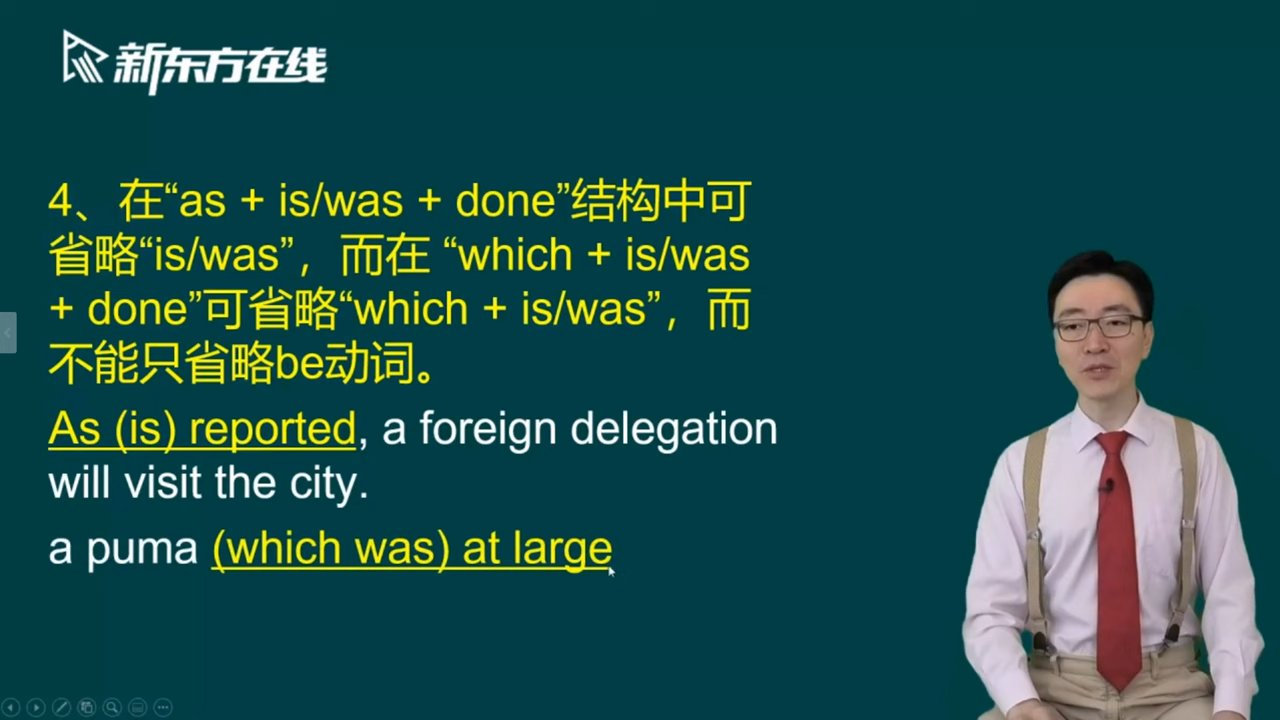 新东方在线
4、在“as + is/was + done”结构中可
省略“is/was”，而在 “which + is/was
+ done”可省略“which + is/was”，而
不能只省略be动词。
As (is) reported, a foreign delegation
will visit the city.
a puma (which was) at large